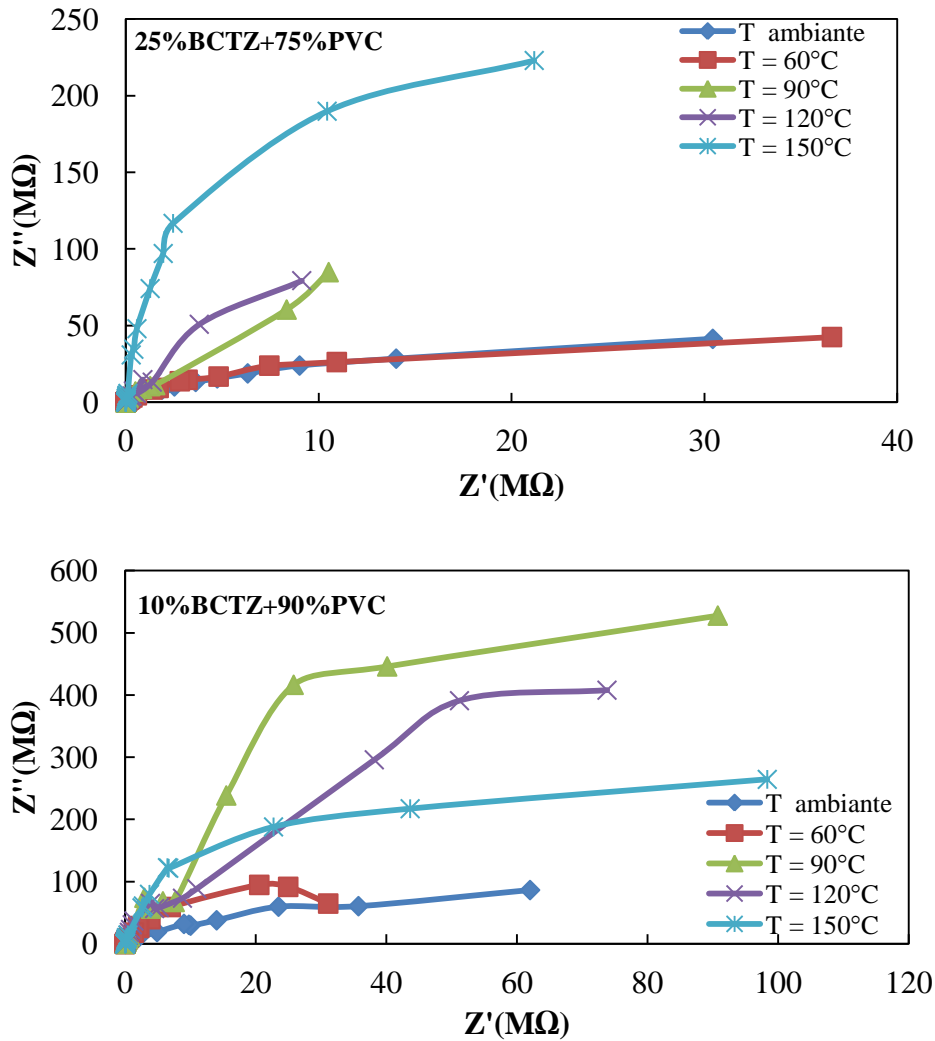 250
25%BCTZ+75%PVC
T ambiante
T = 60°C
T = 90°C
T = 120°C
T = 150°C
200
150
100
50
0
Z''(MΩ)
0 10 20 30 40
Z'(MΩ)
600
10%BCTZ+90%PVC
500
400
300
200
100
0
Z''(MΩ)
T ambiante
T = 60°C
T = 90°C
T = 120°C
T = 150°C
0 20 40 60 80 100 120
Z'(MΩ)